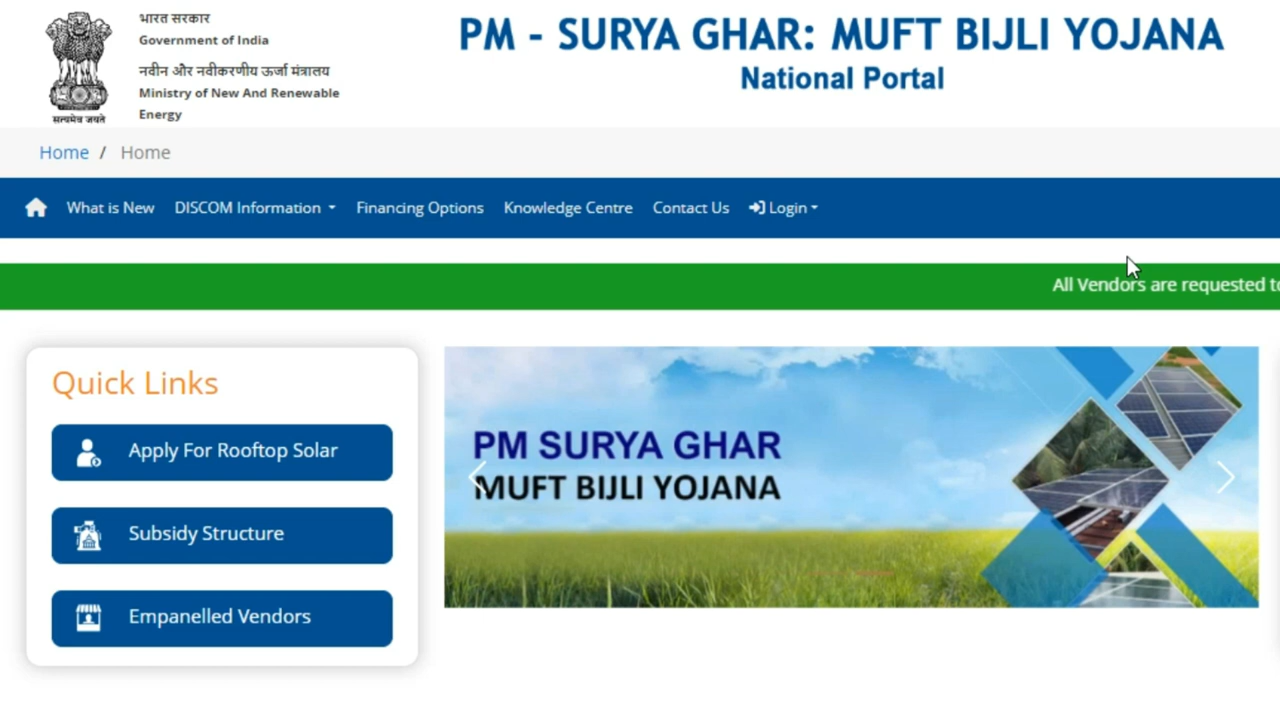 भारत सरकार
Government of India
नवीन और नवीकरणीय ऊर्जा मंत्रालय
Ministry of New And Renewable
Energy
सत्यमेव जयते
PM - SURYA GHAR: MUFT BIJLI YOJANA
National Portal
Home / Home
What is New DISCOM Information Financing Options Knowledge Centre Contact Us Login
All Vendors are requested to
Quick Links
Apply For Rooftop Solar
Subsidy Structure
Empanelled Vendors
PM SURYA GHAR
MUFT BIJLI YOJANA